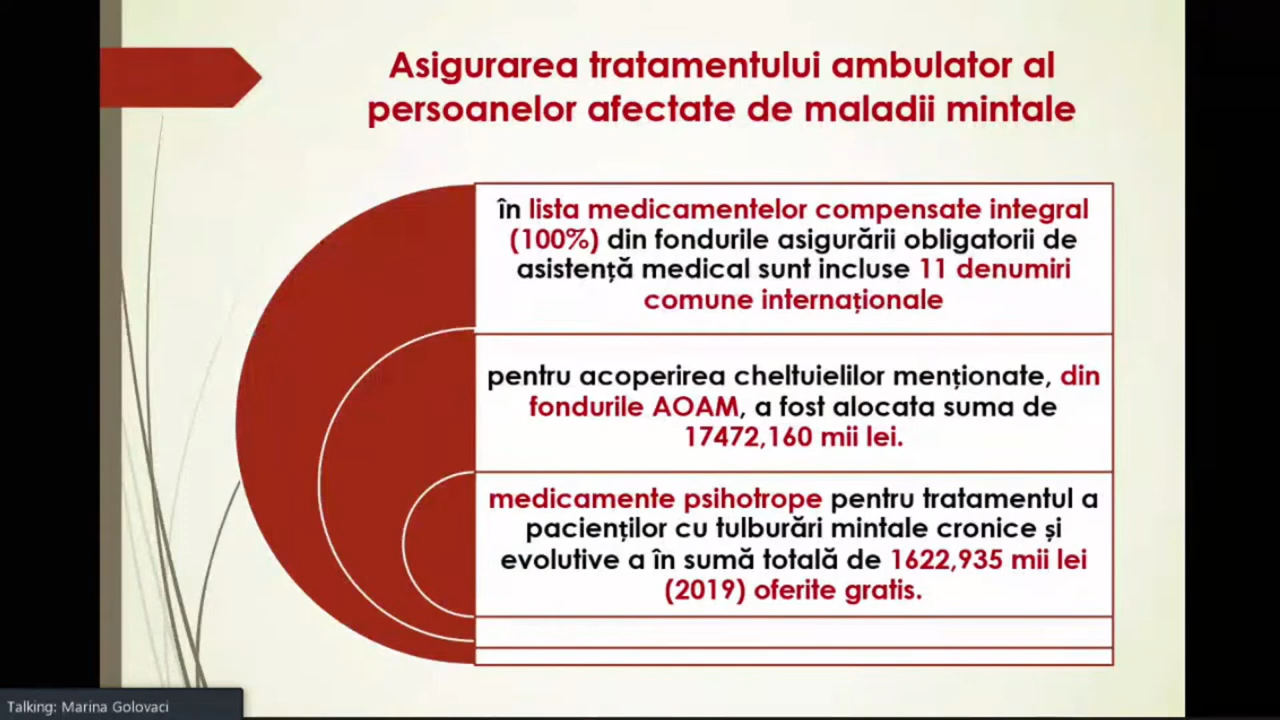 Asigurarea tratamentului ambulator al
persoanelor afectate de maladii mintale
în lista medicamentelor compensate integral
(100%) din fondurile asigurării obligatorii de
asistență medical sunt incluse 11 denumiri
comune internaționale
pentru acoperirea cheltuielilor menționate, din
fondurile AOAM, a fost alocata suma de
17472,160 mii lei.
medicamente psihotrope pentru tratamentul a
pacienților cu tulburări mintale cronice și
evolutive a în sumă totală de 1622,935 mii lei
(2019) oferite gratis.
Talking: Marina Golovaci